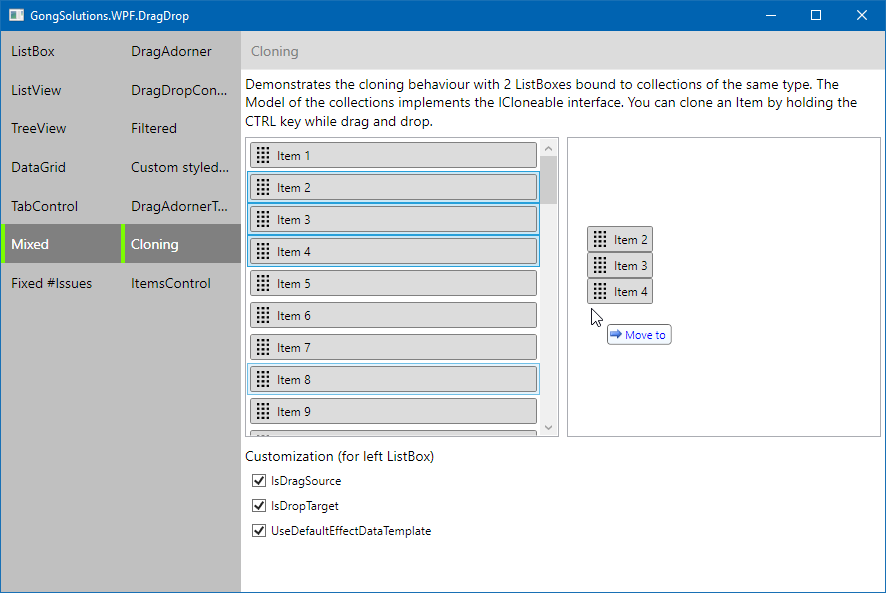 GongSolutions.WPF.DragDrop
ListBox
ListView
TreeView
DataGrid
TabControl
Mixed
Fixed #Issues
DragAdorner
DragDropCon...
Filtered
Custom styled...
DragAdornerT...
Cloning
ItemsControl
Cloning
Demonstrates the cloning behaviour with 2 ListBoxes bound to collections of the same type. The
Model of the collections implements the ICloneable interface. You can clone an Item by holding the
CTRL key while drag and drop.
Item 1
Item 2
Item 3
Item 4
Item 5
Item 6
Item 7
Item 8
Item 9
Item 2
Item 3
Item 4
Move to
Customization (for left ListBox)
IsDragSource
IsDropTarget
UseDefaultEffectDataTemplate